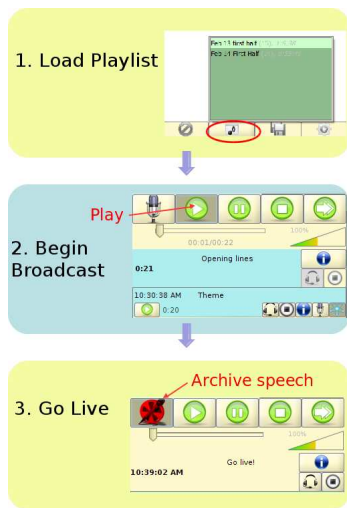 1. Load Playlist
Feb 13 first half
Feb 14 First Half
Play
100%
00:01/00:22
2. Begin
Broadcast
Opening lines
0:21
10:30:38 AM Theme
0:20
Archive speech
3. Go Live
100%
Go live!
10:39:02 AM